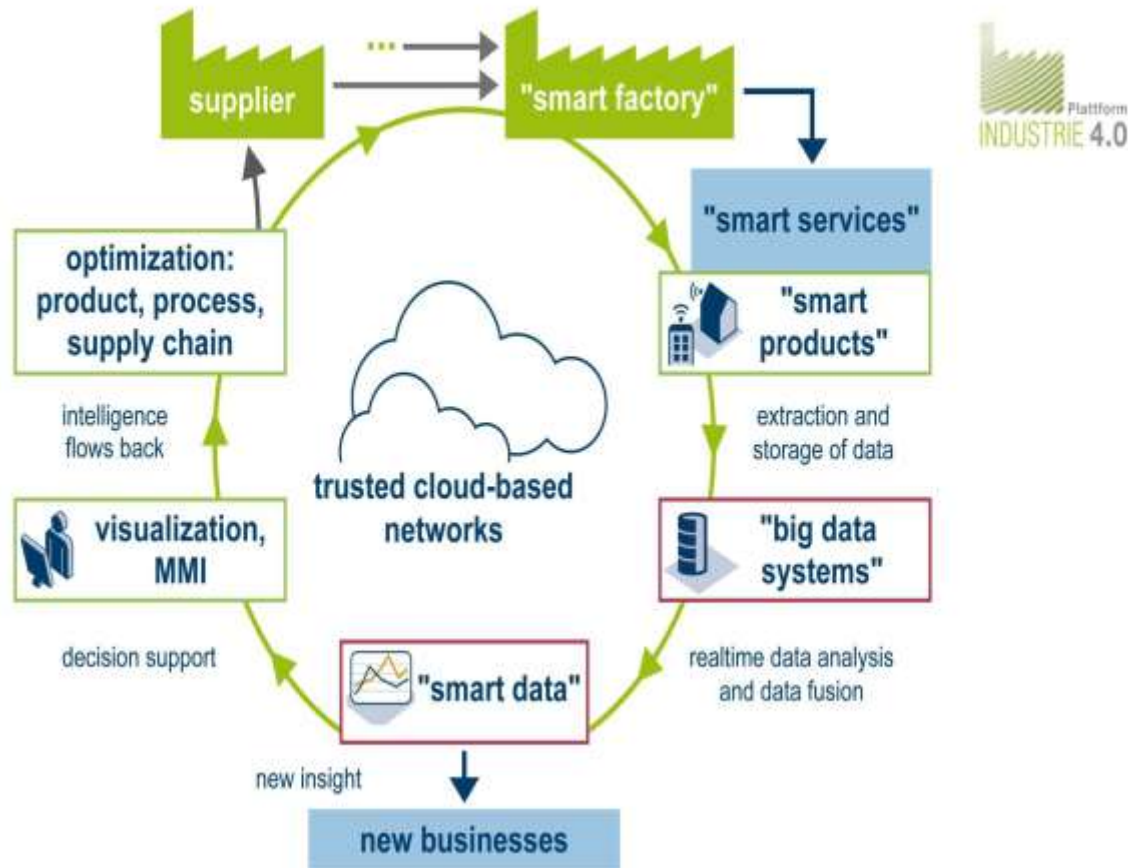 supplier
"smart factory"
Plattform
INDUSTRIE 4.0
"smart services"
optimization:
product, process,
supply chain
"smart
products"
intelligence
flows back
extraction and
storage of data
trusted cloud-based
networks
visualization,
MMI
"big data
systems"
decision support
realtime data analysis
and data fusion
"smart data"
new insight
new businesses